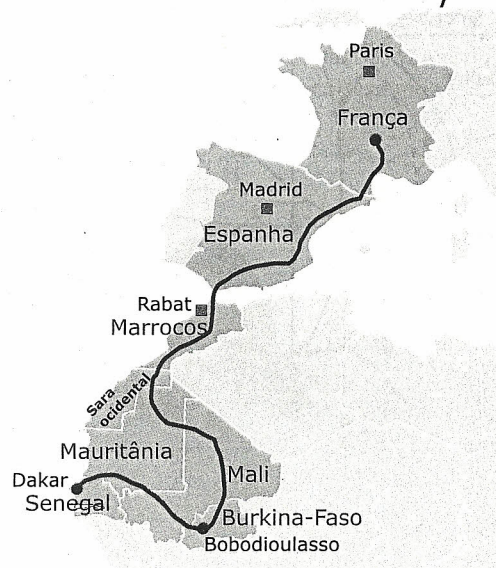 Paris
França
Madrid
Espanha
Rabat
Marrocos
Sara
ocidental
Mauritânia
Mali
Dakar
Senegal
Burkina-Faso
Bobodioulasso